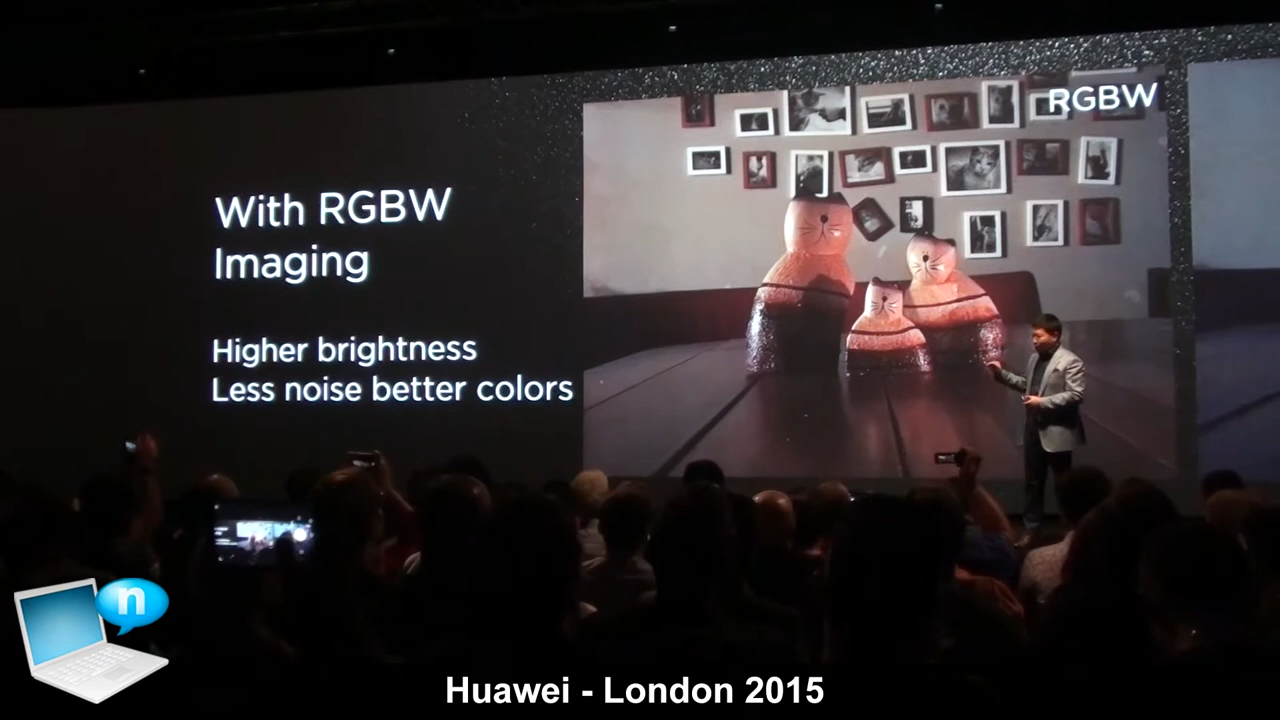 RGBW
With RGBW
Imaging
Higher brightness
Less noise better colors
n
Huawei - London 2015